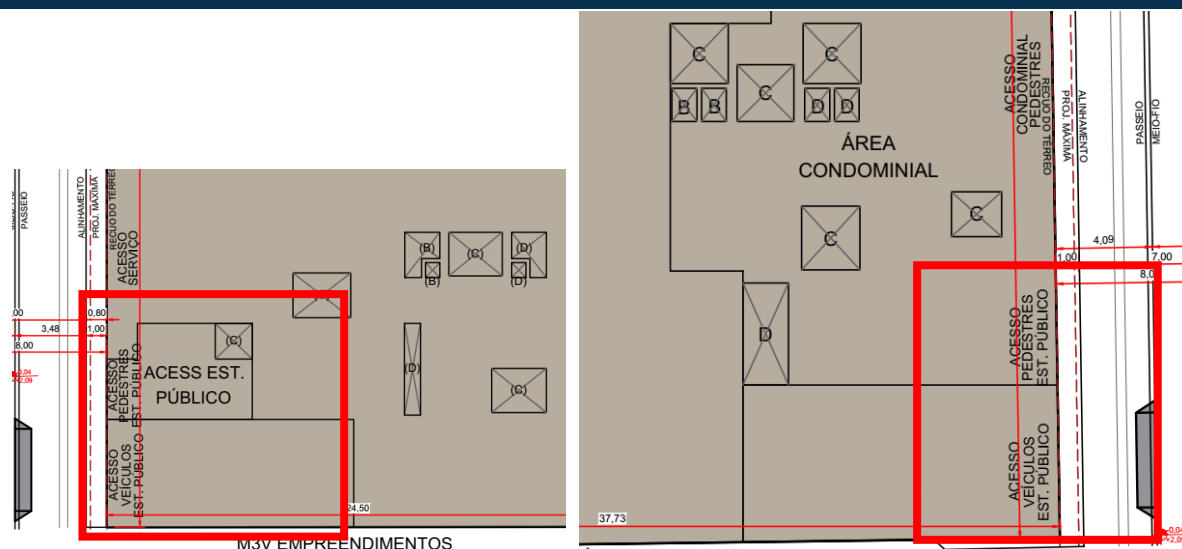 PASSEIO
ALINHAMENTO
PROJ. MÁXIMA
RECUO DO TERREO
ACESSO
SERVIÇO
(B)
(C)
(D)
(B)
(D)
0,80
3,48
1,00
8,00
(C)
ACESS EST.
PÚBLICO
ACESSO
PEDESTRES
EST. PÚBLICO
(D)
(C)
ACESSO
VEÍCULOS
EST. PÚBLICO
24,50
M3V EMPREENDIMENTOS
C
C
C
B
B
D
D
ÁREA
CONDOMINIAL
C
C
D
ACESSO
CONDOMINIAL
PEDESTRES
RECUO DO TERREO
PROJ. MÁXIMA
ALINHAMENTO
PASSEIO
MEIO-FIO
4,09
1,00
7,00
ACESSO
PEDESTRES
EST. PÚBLICO
ACESSO
VEÍCULOS
EST. PÚBLICO
37,73